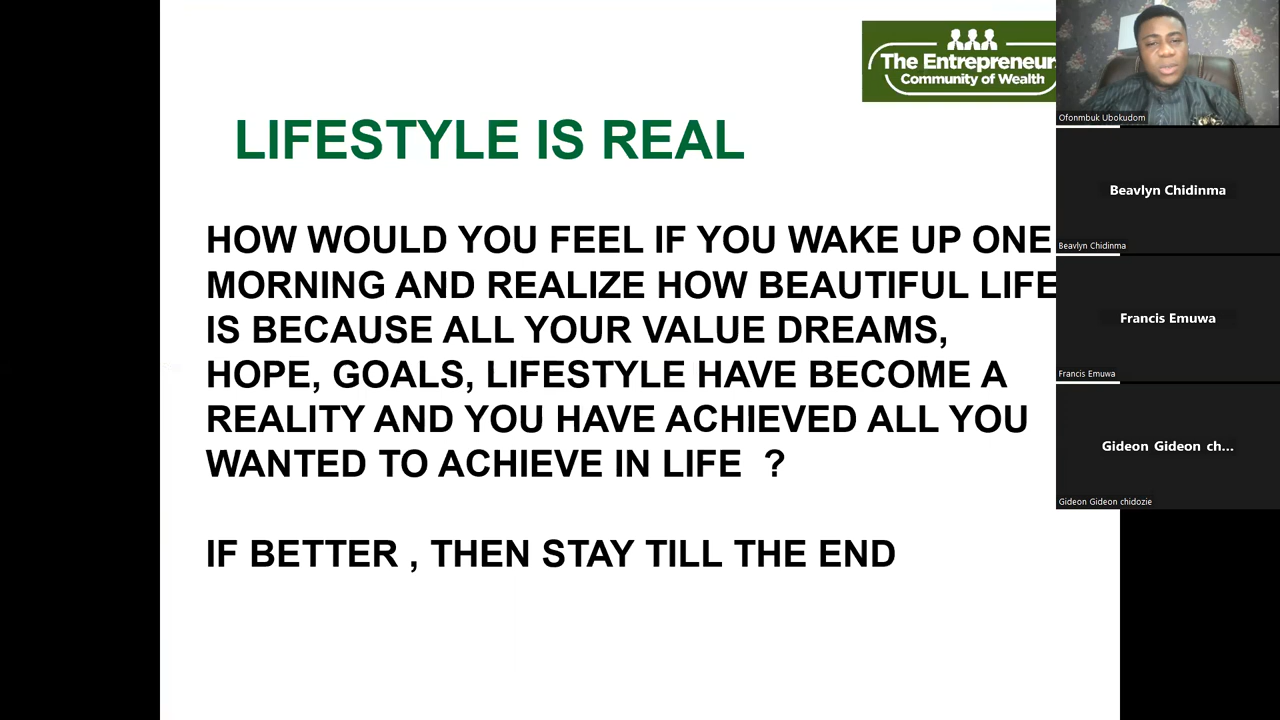 The Entrepreneur
Community of Wealth
LIFESTYLE IS REAL
HOW WOULD YOU FEEL IF YOU WAKE UP ONE
MORNING AND REALIZE HOW BEAUTIFUL LIFE
IS BECAUSE ALL YOUR VALUE DREAMS,
HOPE, GOALS, LIFESTYLE HAVE BECOME A
REALITY AND YOU HAVE ACHIEVED ALL YOU
WANTED TO ACHIEVE IN LIFE  ?
IF BETTER , THEN STAY TILL THE END
Ofonmbuk Ubokudom
Beavlyn Chidinma
Beavlyn Chidinma
Francis Emuwa
Francis Emuwa
Gideon Gideon ch...
Gideon Gideon chidozie